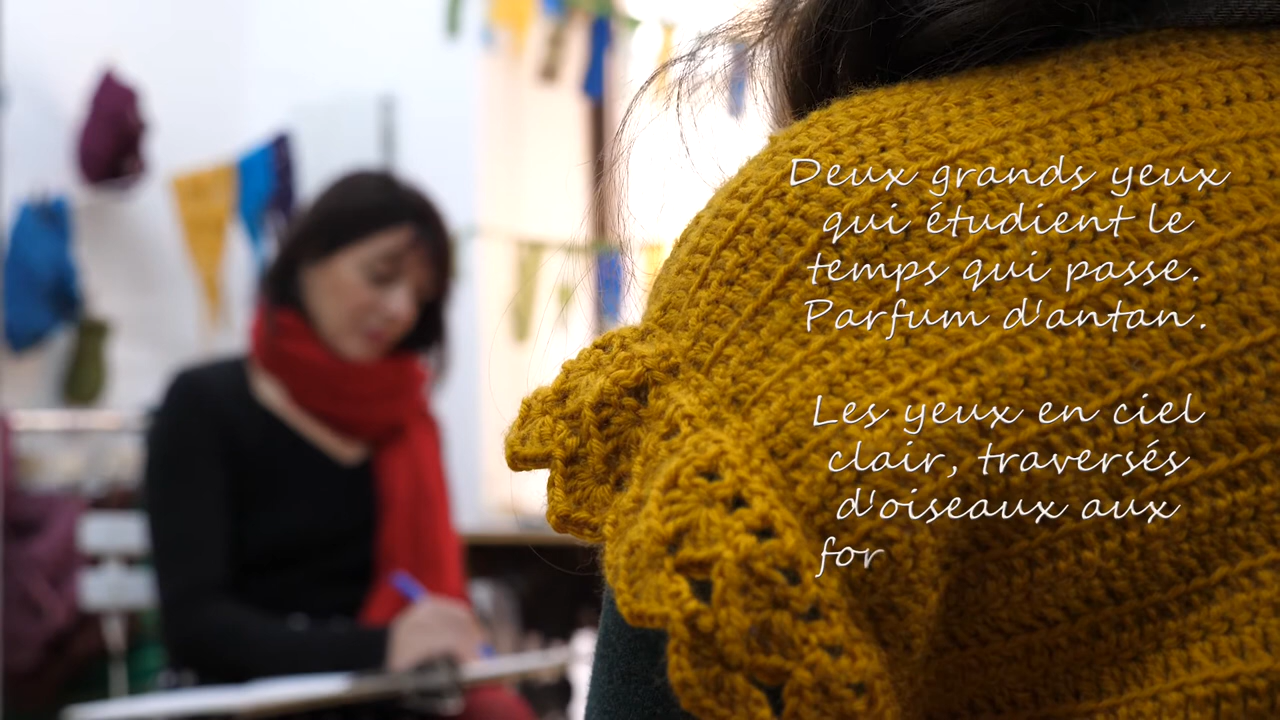 Deux grands yeux
qui étudient le
temps qui passe.
Parfum d'antan.
Les yeux en ciel
clair, traversés
d'oiseaux aux
for